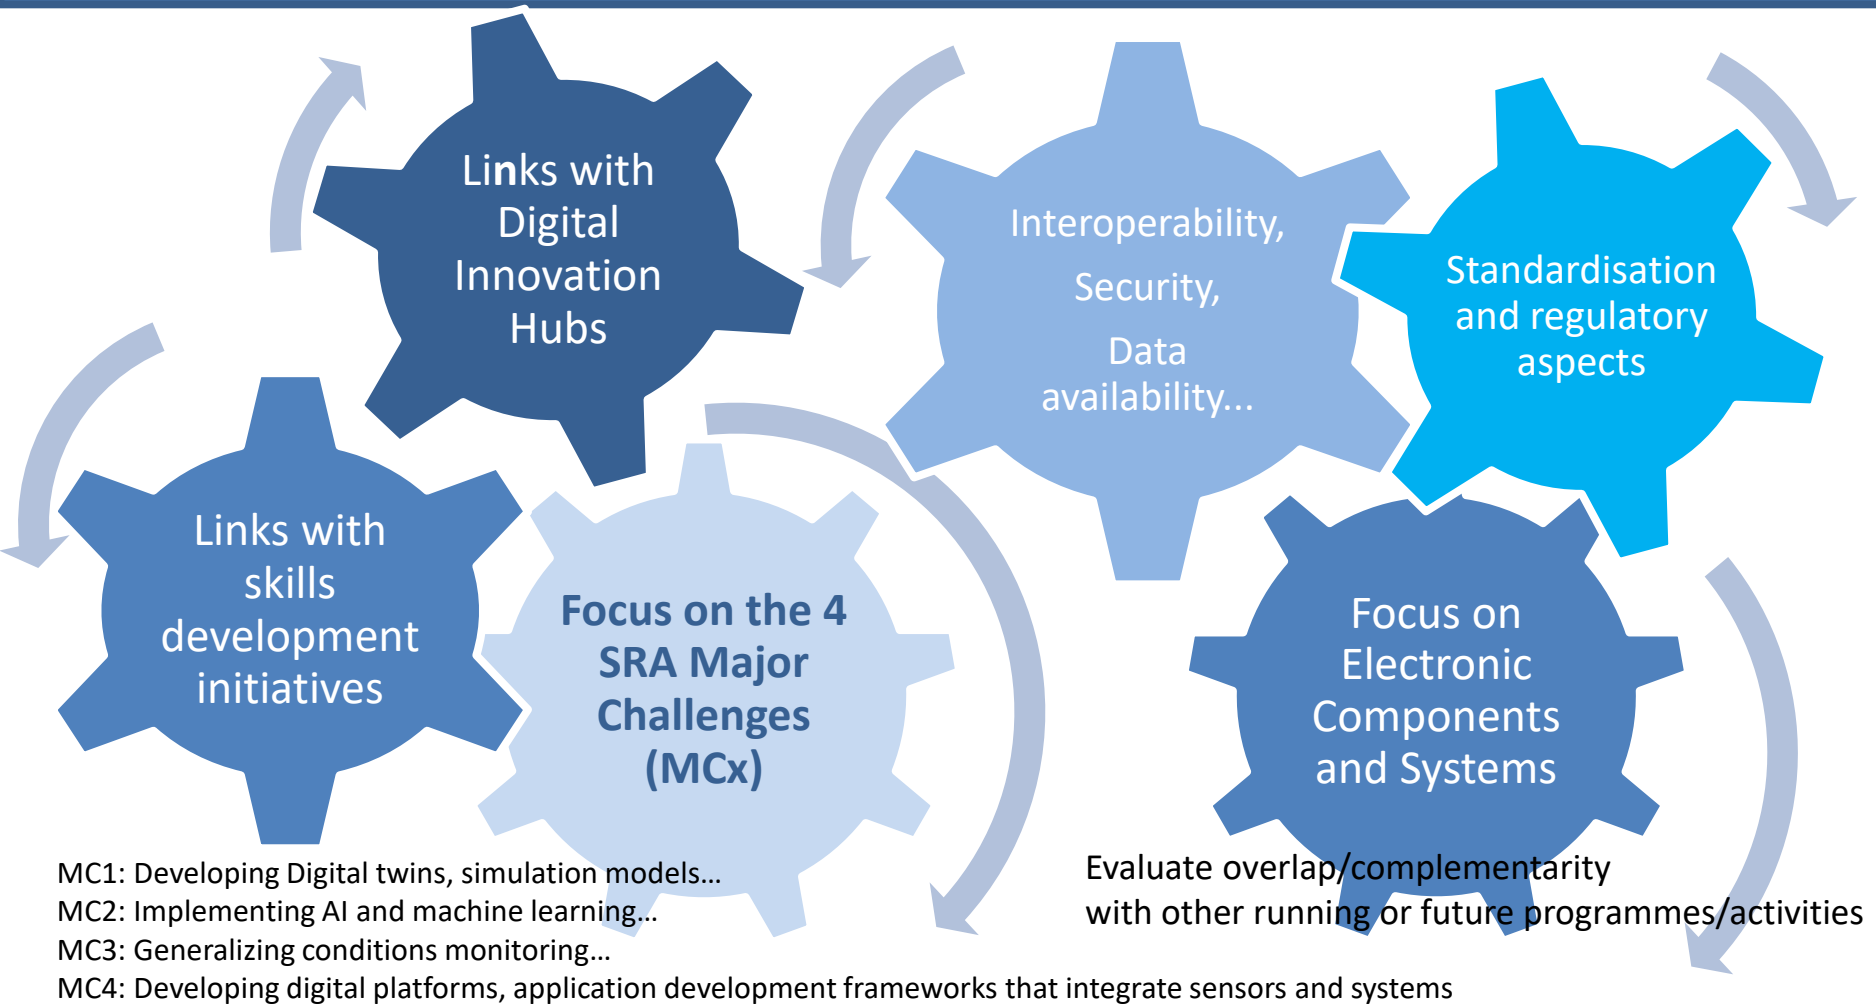 Links with
Digital
Innovation
Hubs
Interoperability,
Security,
Data
availability...
Standardisation
and regulatory
aspects
Links with
skills
development
initiatives
Focus on the 4
SRA Major
Challenges
(MCx)
Focus on
Electronic
Components
and Systems
MC1: Developing Digital twins, simulation models…
MC2: Implementing AI and machine learning…
MC3: Generalizing conditions monitoring…
MC4: Developing digital platforms, application development frameworks that integrate sensors and systems
Evaluate overlap/complementarity
with other running or future programmes/activities